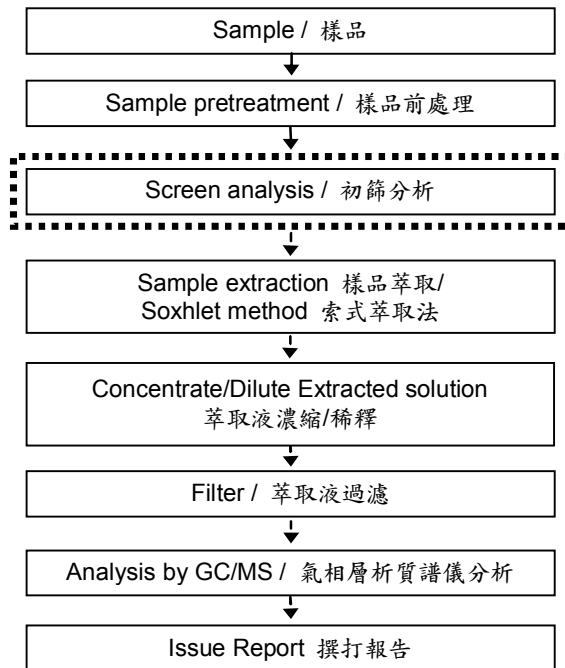 Sample / 樣品
Sample pretreatment / 樣品前處理
Screen analysis / 初篩分析
Sample extraction 樣品萃取/
Soxhlet method 索式萃取法
Concentrate/Dilute Extracted solution
萃取液濃縮/稀釋
Filter / 萃取液過濾
Analysis by GC/MS / 氣相層析質譜儀分析
Issue Report 撰打報告